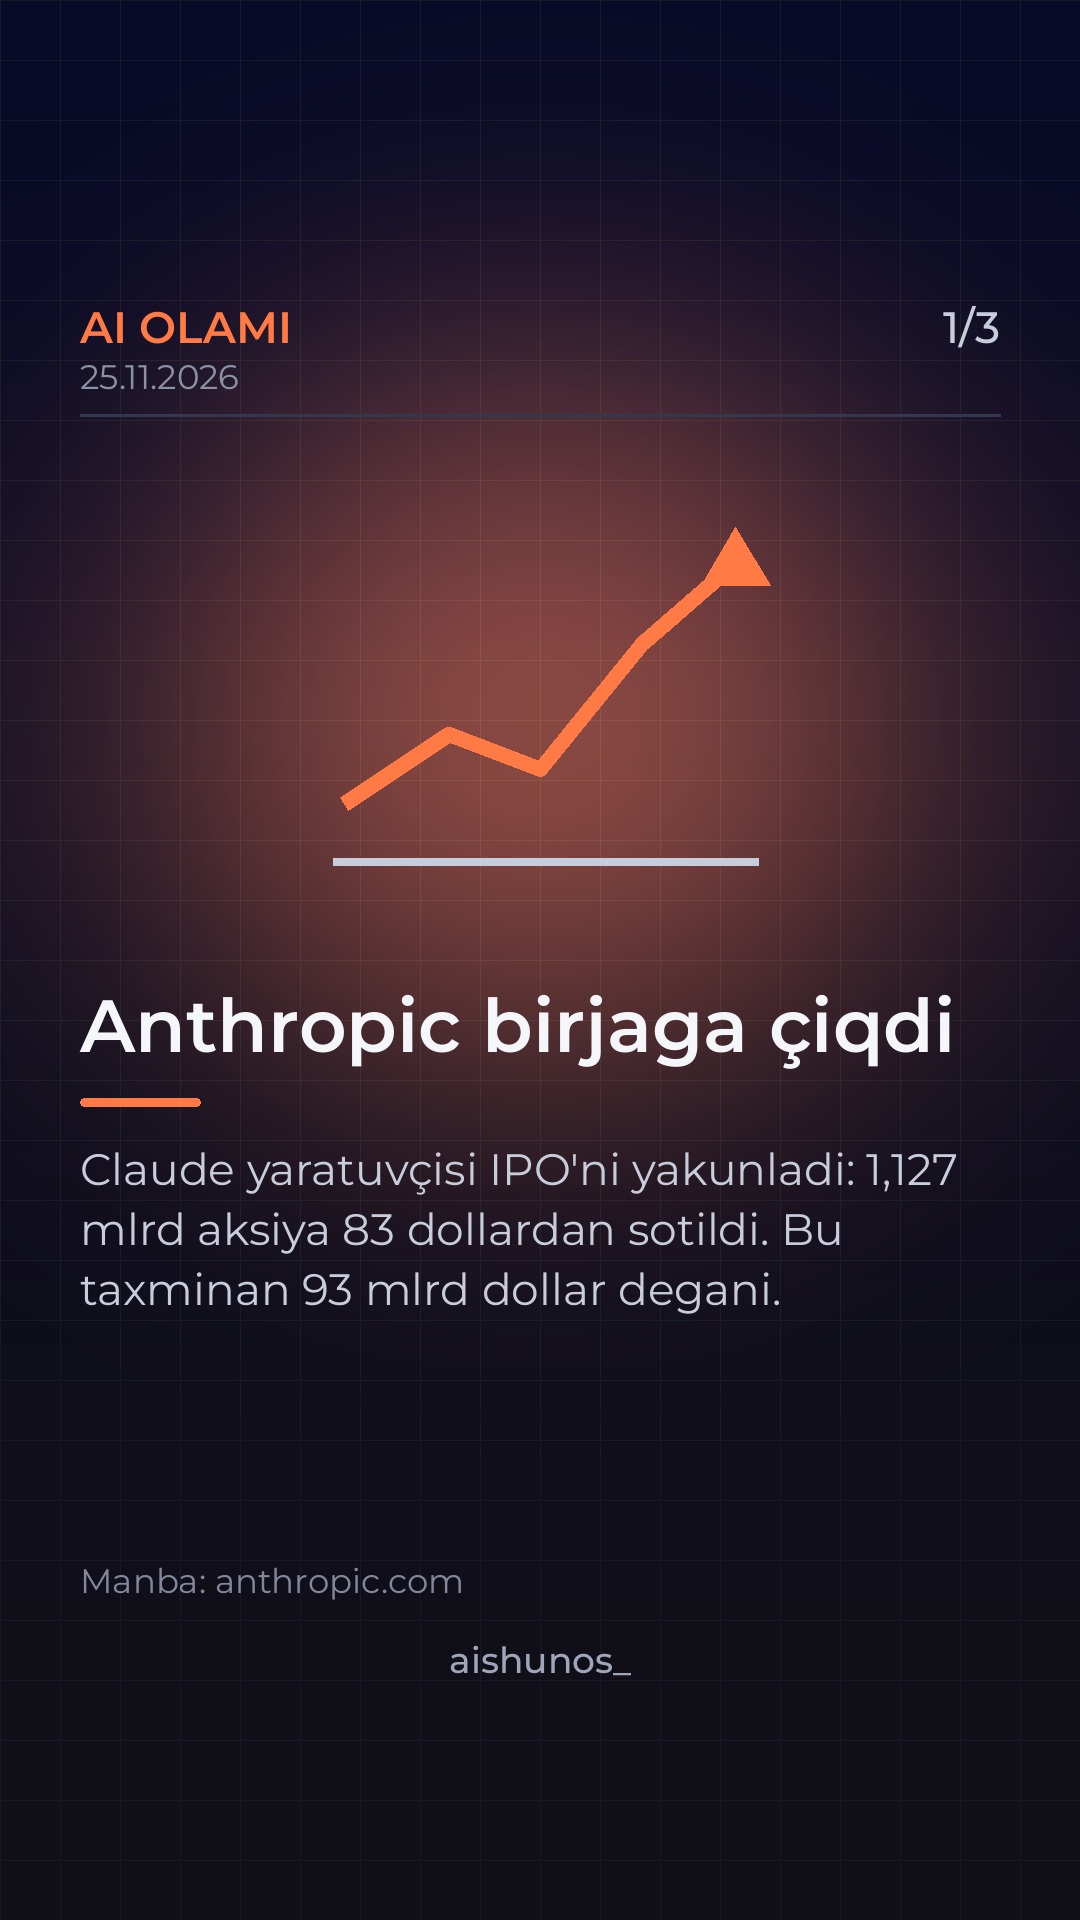 AI OLAMI
1/3
25.11.2026
Anthropic birjaga çiqdi
Claude yaratuvçisi IPO'ni yakunladi: 1,127
mlrd aksiya 83 dollardan sotildi. Bu
taxminan 93 mlrd dollar degani.
Manba: anthropic.com
aishunos_